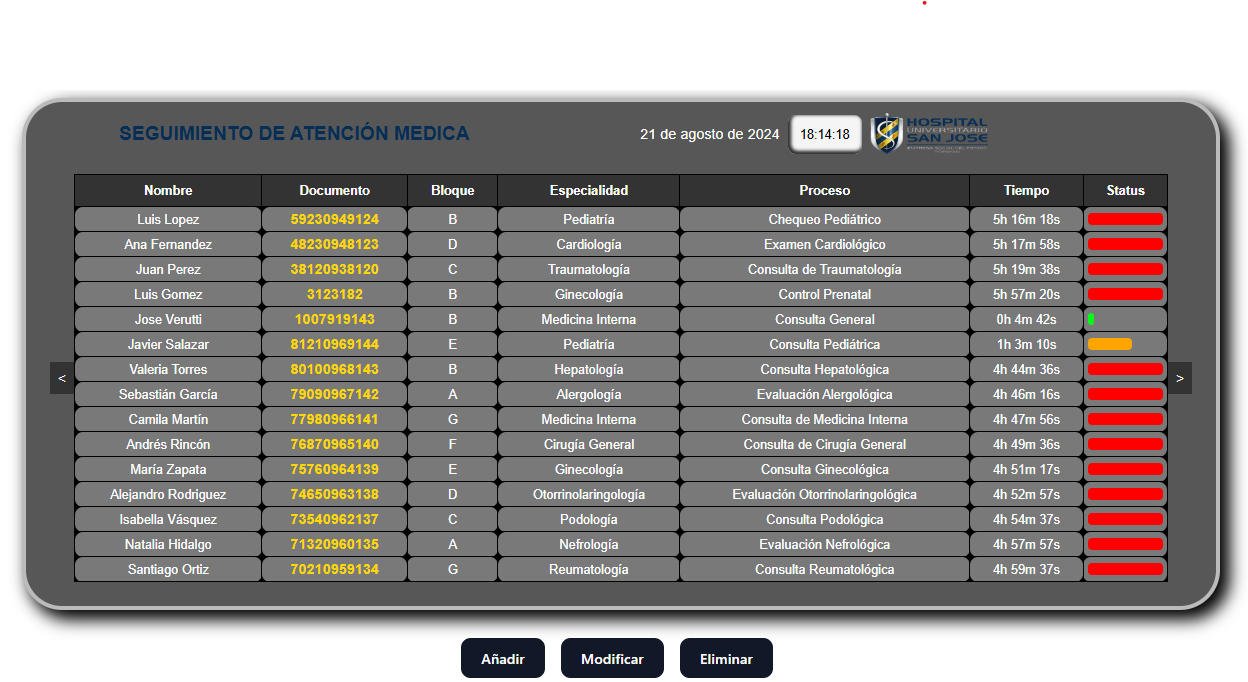 SEGUIMIENTO DE ATENCIÓN MEDICA
21 de agosto de 2024
18:14:18
HOSPITAL
UNIVERSITARIO
SAN JOSE
Nombre Documento Bloque Especialidad Proceso Tiempo Status
Luis Lopez 59230949124 B Pediatría Chequeo Pediátrico 5h 16m 18s
Ana Fernandez 48230948123 D Cardiología Examen Cardiológico 5h 17m 58s
Juan Perez 38120938120 C Traumatología Consulta de Traumatología 5h 19m 38s
Luis Gomez 3123182 B Ginecología Control Prenatal 5h 57m 20s
Jose Verutti 1007919143 B Medicina Interna Consulta General 0h 4m 42s
Javier Salazar 81210969144 E Pediatría Consulta Pediátrica 1h 3m 10s
Valeria Torres 80100968143 B Hepatología Consulta Hepatológica 4h 44m 36s
< >
Sebastián García 79090967142 A Alergología Evaluación Alergológica 4h 46m 16s
Camila Martín 77980966141 G Medicina Interna Consulta de Medicina Interna 4h 47m 56s
Andrés Rincón 76870965140 F Cirugía General Consulta de Cirugía General 4h 49m 36s
María Zapata 75760964139 E Ginecología Consulta Ginecológica 4h 51m 17s
Alejandro Rodriguez 74650963138 D Otorrinolaringología Evaluación Otorrinolaringológica 4h 52m 57s
Isabella Vásquez 73540962137 C Podología Consulta Podológica 4h 54m 37s
Natalia Hidalgo 71320960135 A Nefrología Evaluación Nefrológica 4h 57m 57s
Santiago Ortiz 70210959134 G Reumatología Consulta Reumatológica 4h 59m 37s
Añadir Modificar Eliminar